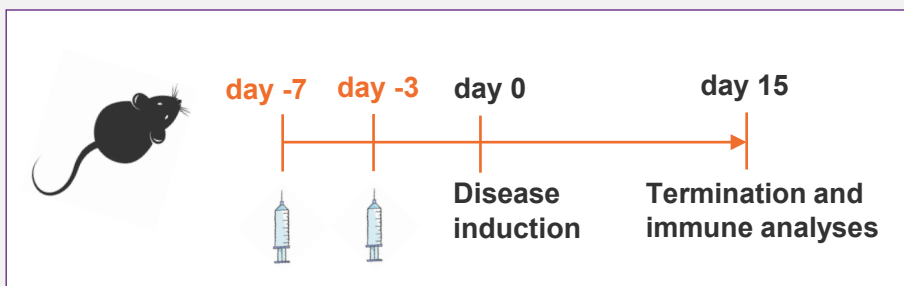 day -7
day -3
day 0
day 15
Disease
induction
Termination and
immune analyses